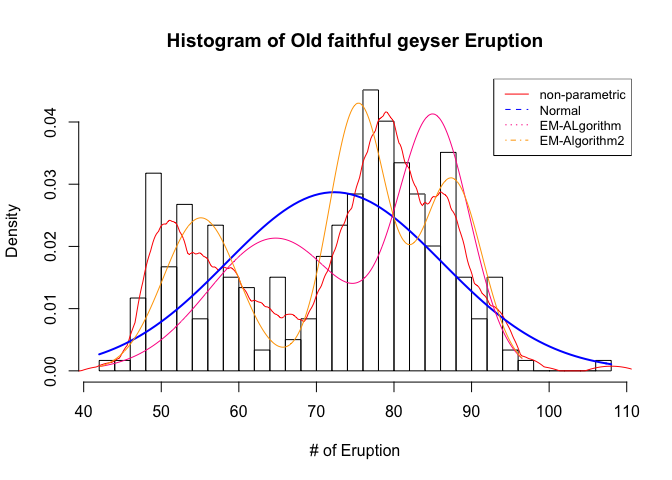 Histogram of Old faithful geyser Eruption
non-parametric
Normal
EM-ALgorithm
EM-Algorithm2
Density
0.04
0.03
0.02
0.01
0.00
40 50 60 70 80 90 100 110
# of Eruption